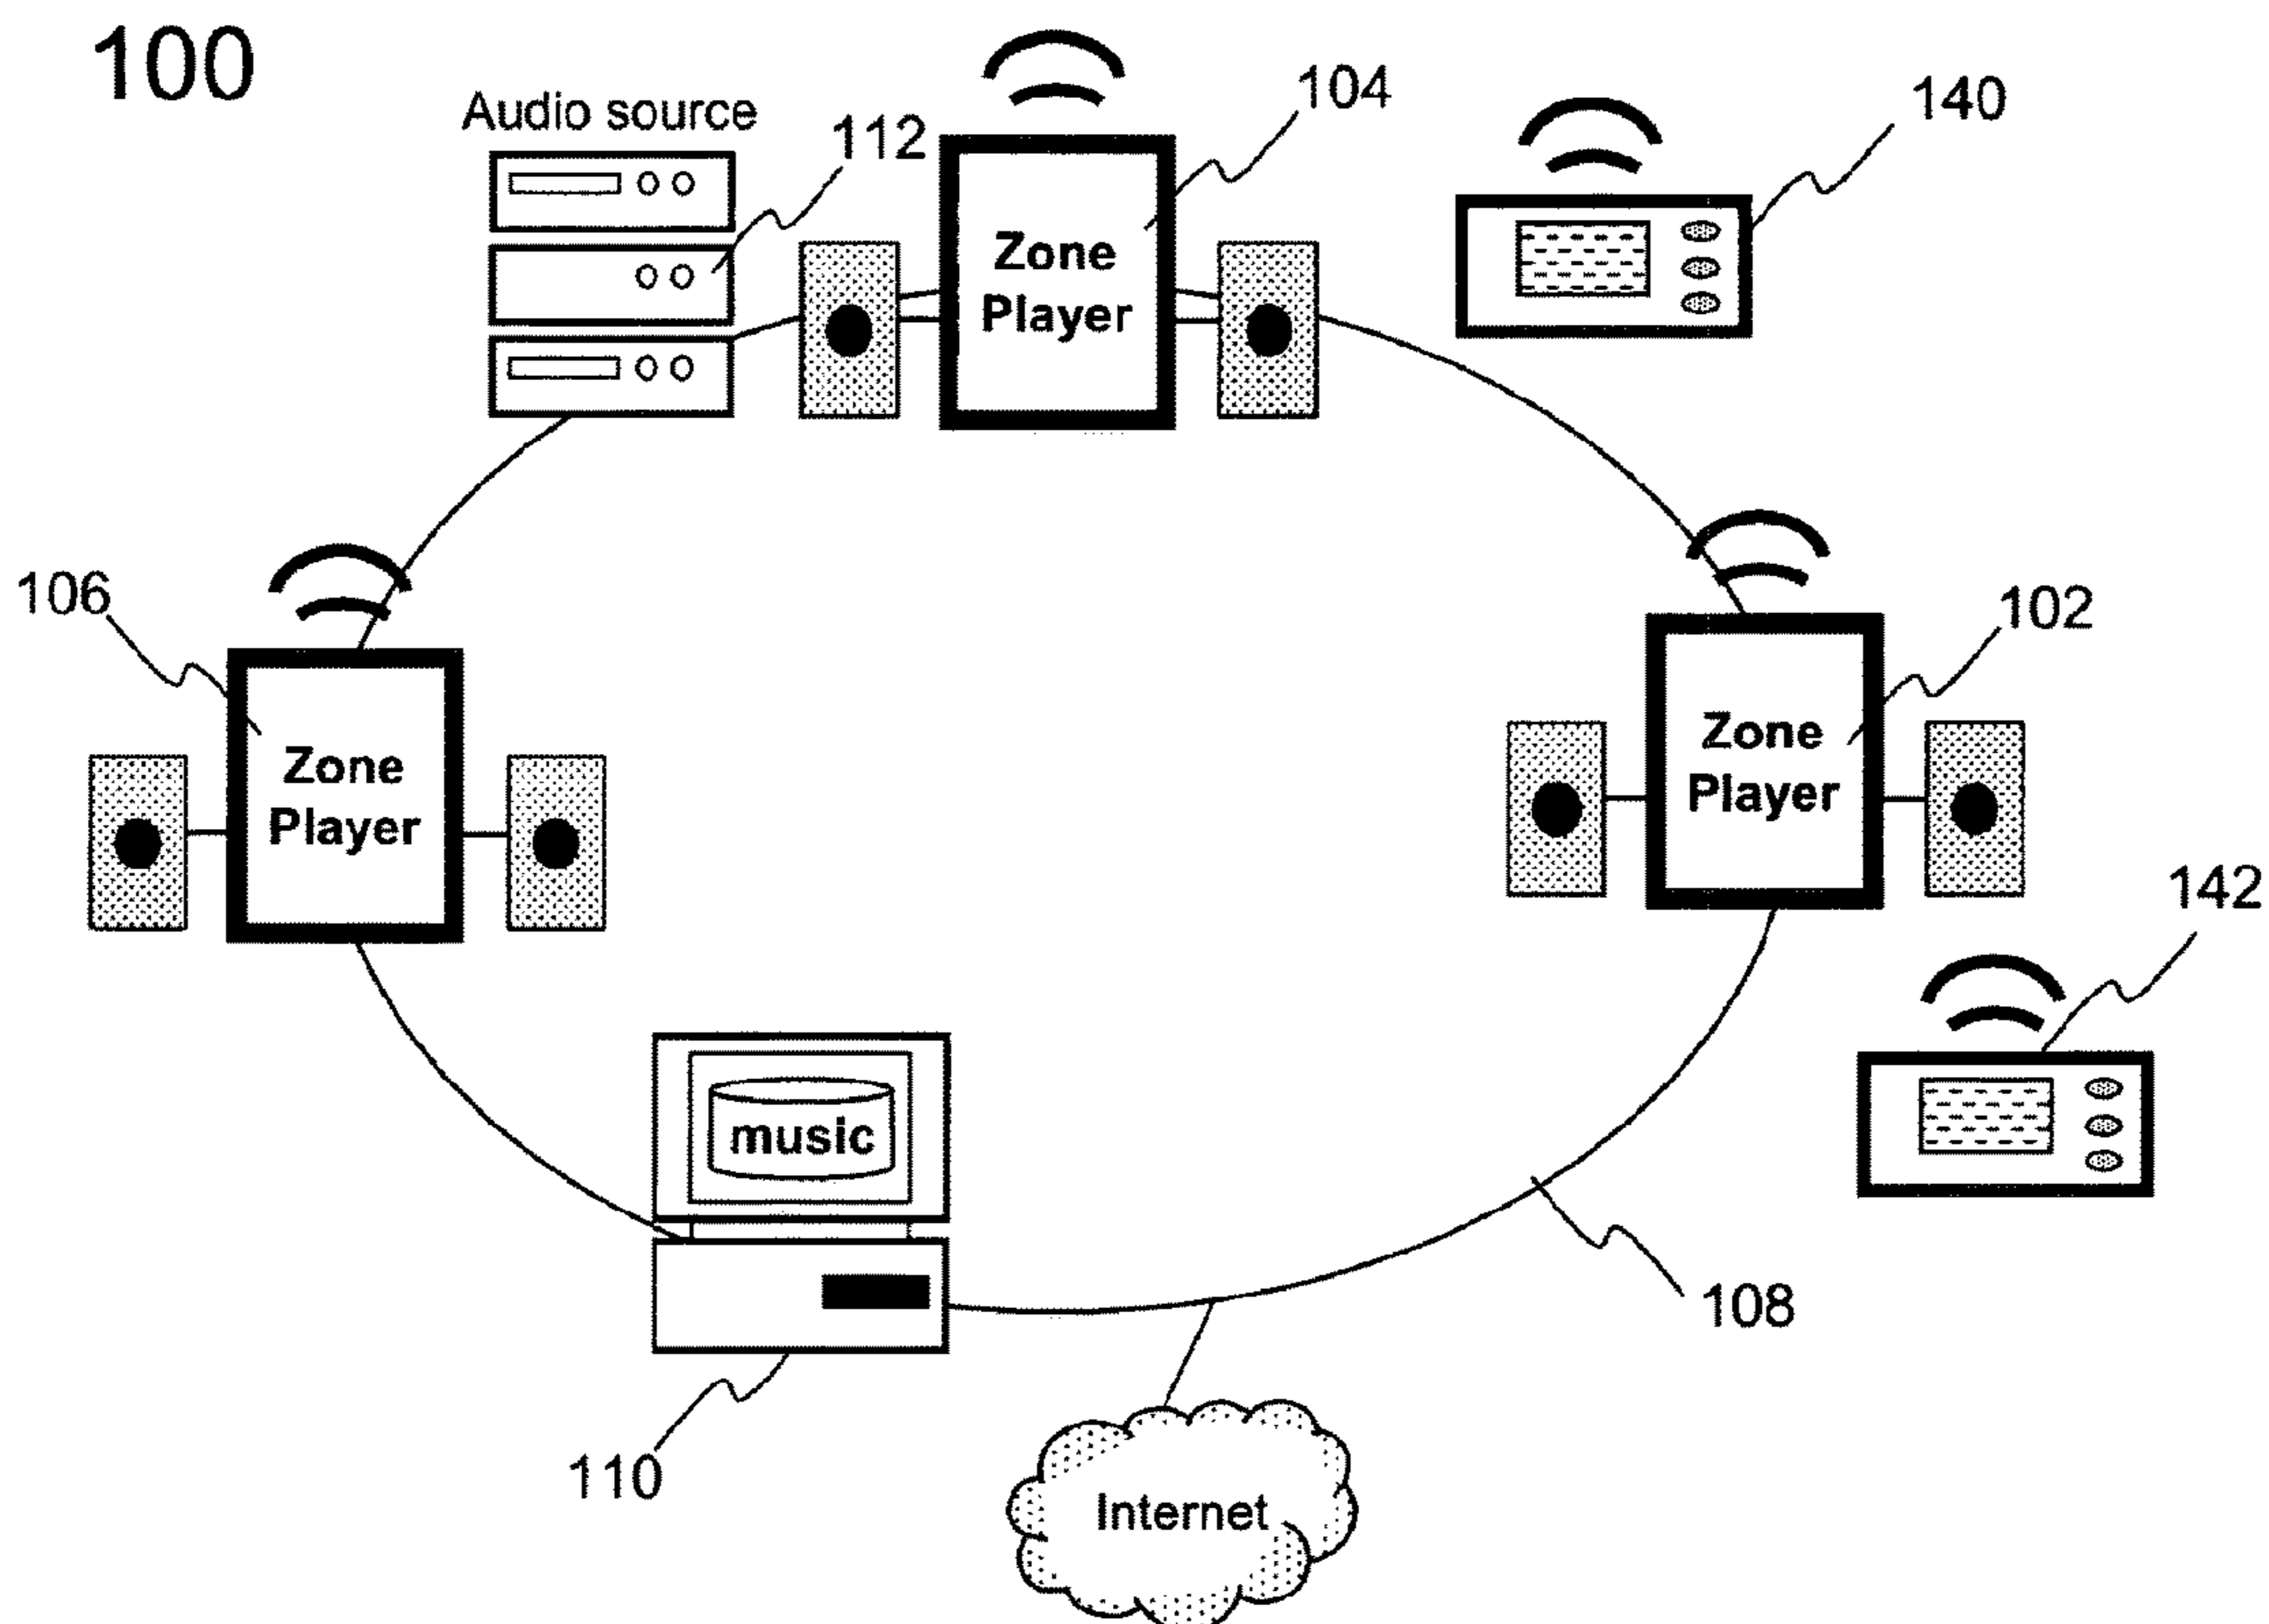 100
Audio source
112
104
140
Zone
Player
106
102
Zone
Player
Zone
Player
142
music
108
110
Internet